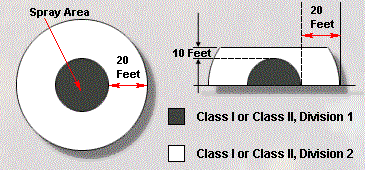 Spray Area
20
Feet
20
Feet
10 Feet
Class I or Class II, Division 1
Class I or Class II, Division 2